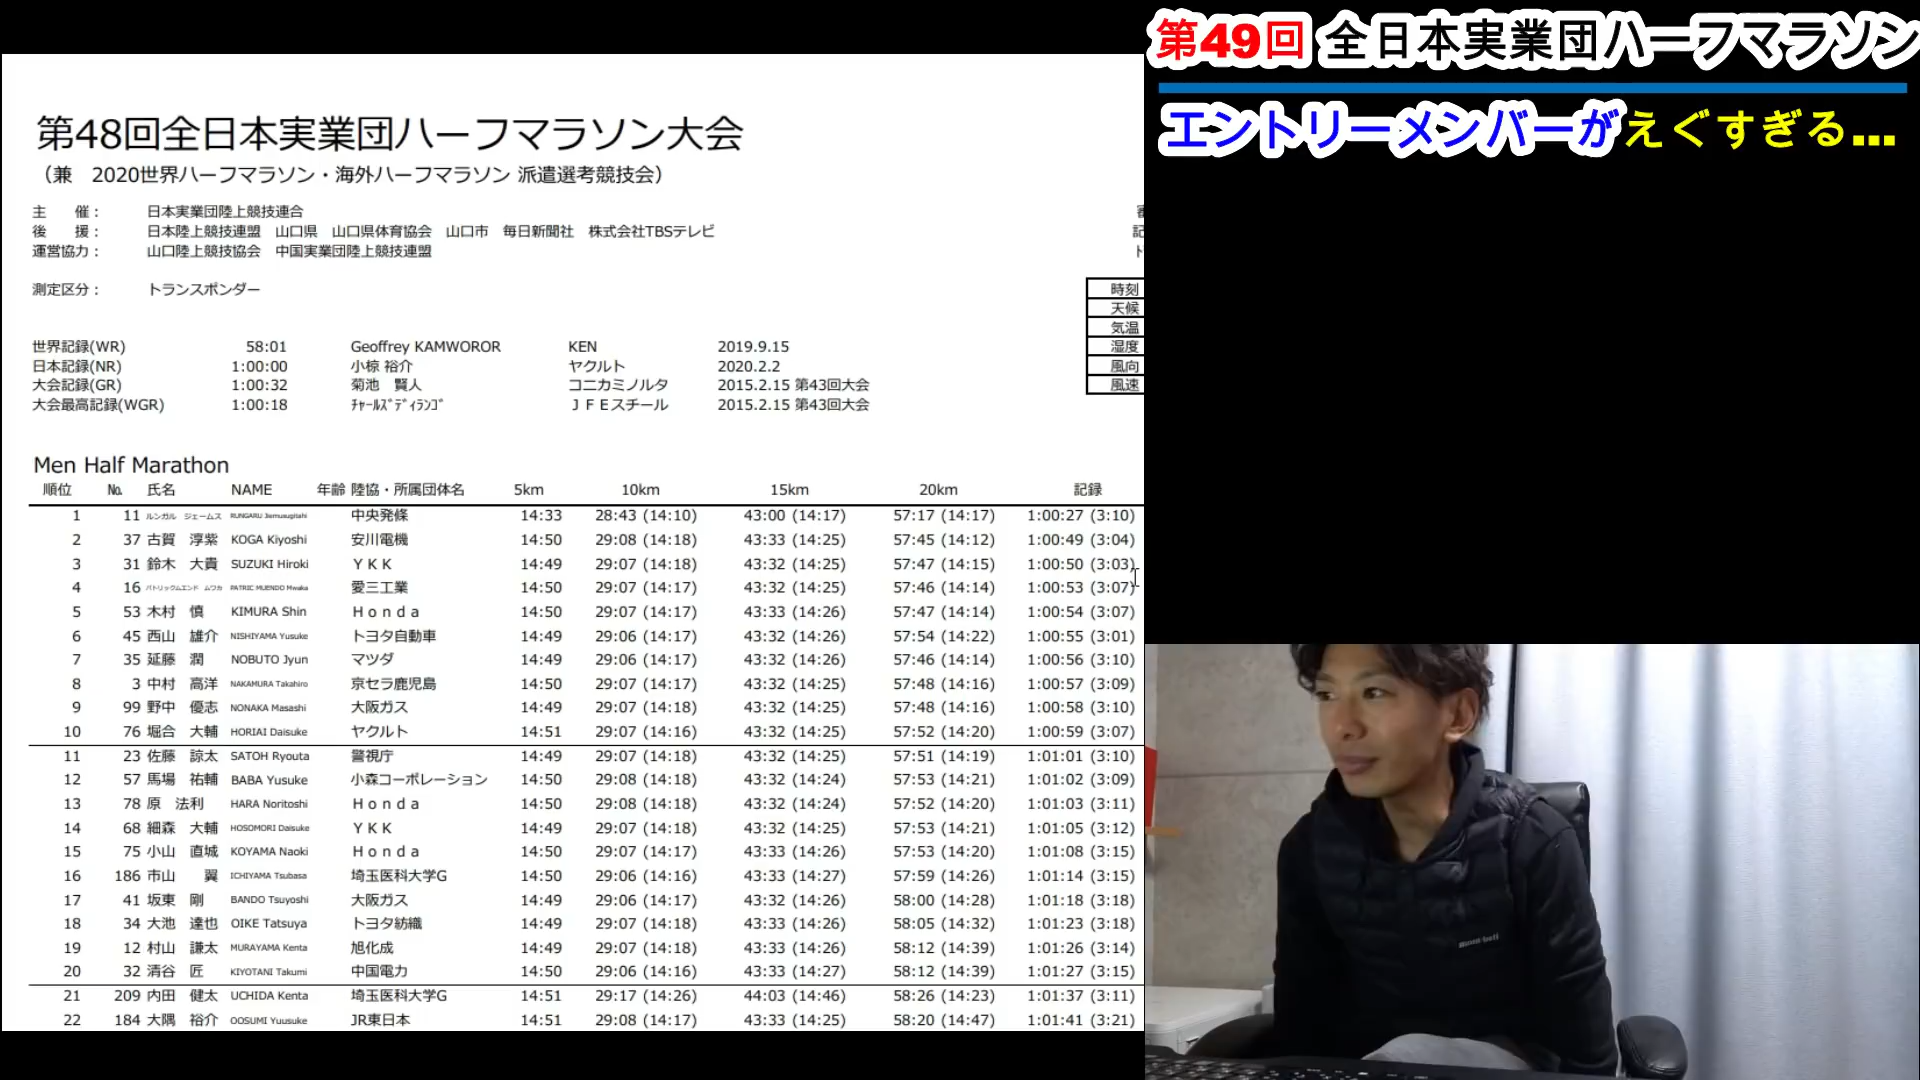 第48回全日本実業団ハーフマラソン大会
（兼　2020世界ハーフマラソン・海外ハーフマラソン 派遣選考競技会）
主　　催：　日本実業団陸上競技連合
後　　援：　日本陸上競技連盟　山口県　山口県体育協会　山口市　毎日新聞社　株式会社TBSテレビ
運営協力：　山口陸上競技協会　中国実業団陸上競技連盟
測定区分：　トランスポンダー
時刻
天候
気温
湿度
風向
風速
世界記録(WR) 58:01 Geoffrey KAMWOROR KEN 2019.9.15
日本記録(NR) 1:00:00 小椋 裕介 ヤクルト 2020.2.2
大会記録(GR) 1:00:32 菊池　賢人 コニカミノルタ 2015.2.15 第43回大会
大会最高記録(WGR) 1:00:18 ﾁｬｰﾙｽﾞﾃﾞｨﾗﾝｺﾞ ＪＦＥスチール 2015.2.15 第43回大会
Men Half Marathon
順位 № 氏名 NAME 年齢 陸協・所属団体名 5km 10km 15km 20km 記録
1 11 ルンガル　ジェームス RUNGARU 中央発條 14:33 28:43 (14:10) 43:00 (14:17) 57:17 (14:17) 1:00:27 (3:10)
2 37 古賀　淳紫 KOGA Kiyoshi 安川電機 14:50 29:08 (14:18) 43:33 (14:25) 57:45 (14:12) 1:00:49 (3:04)
3 31 鈴木　大貴 SUZUKI Hiroki ＹＫＫ 14:49 29:07 (14:18) 43:32 (14:25) 57:47 (14:15) 1:00:50 (3:03)
4 16 パトリックムエンド　ムワカ PATRIC MUENDO Mwaka 愛三工業 14:50 29:07 (14:17) 43:32 (14:25) 57:46 (14:14) 1:00:53 (3:07)
5 53 木村　慎 KIMURA Shin Ｈｏｎｄａ 14:50 29:07 (14:17) 43:33 (14:26) 57:47 (14:14) 1:00:54 (3:07)
6 45 西山　雄介 NISHIYAMA Yusuke トヨタ自動車 14:49 29:06 (14:17) 43:32 (14:26) 57:54 (14:22) 1:00:55 (3:01)
7 35 延藤　潤 NOBUTO Jyun マツダ 14:49 29:06 (14:17) 43:32 (14:26) 57:46 (14:14) 1:00:56 (3:10)
8 3 中村　高洋 NAKAMURA Takahiro 京セラ鹿児島 14:50 29:07 (14:17) 43:32 (14:25) 57:48 (14:16) 1:00:57 (3:09)
9 99 野中　優志 NONAKA Masashi 大阪ガス 14:49 29:07 (14:18) 43:32 (14:25) 57:48 (14:16) 1:00:58 (3:10)
10 76 堀合　大輔 HORIAI Daisuke ヤクルト 14:51 29:07 (14:16) 43:32 (14:25) 57:52 (14:20) 1:00:59 (3:07)
11 23 佐藤　諒太 SATOH Ryouta 警視庁 14:49 29:07 (14:18) 43:32 (14:25) 57:51 (14:19) 1:01:01 (3:10)
12 57 馬場　祐輔 BABA Yusuke 小森コーポレーション 14:50 29:08 (14:18) 43:32 (14:24) 57:53 (14:21) 1:01:02 (3:09)
13 78 原　法利 HARA Noritoshi Ｈｏｎｄａ 14:50 29:08 (14:18) 43:32 (14:24) 57:52 (14:20) 1:01:03 (3:11)
14 68 細森　大輔 HOSOMORI Daisuke ＹＫＫ 14:49 29:07 (14:18) 43:32 (14:25) 57:53 (14:21) 1:01:05 (3:12)
15 75 小山　直城 KOYAMA Naoki Ｈｏｎｄａ 14:50 29:07 (14:17) 43:33 (14:26) 57:53 (14:20) 1:01:08 (3:15)
16 186 市山　翼 ICHIYAMA Tsubasa 埼玉医科大学G 14:50 29:06 (14:16) 43:33 (14:27) 57:59 (14:26) 1:01:14 (3:15)
17 41 坂東　剛 BANDO Tsuyoshi 大阪ガス 14:49 29:06 (14:17) 43:32 (14:26) 58:00 (14:28) 1:01:18 (3:18)
18 34 大池　達也 OIKE Tatsuya トヨタ紡織 14:49 29:07 (14:18) 43:33 (14:26) 58:05 (14:32) 1:01:23 (3:18)
19 12 村山　謙太 MURAYAMA Kenta 旭化成 14:49 29:07 (14:18) 43:33 (14:26) 58:12 (14:39) 1:01:26 (3:14)
20 32 清谷　匠 KIYOTANI Takumi 中国電力 14:50 29:06 (14:16) 43:33 (14:27) 58:12 (14:39) 1:01:27 (3:15)
21 209 内田　健太 UCHIDA Kenta 埼玉医科大学G 14:51 29:17 (14:26) 44:03 (14:46) 58:26 (14:23) 1:01:37 (3:11)
22 184 大隅　裕介 OOSUMI Yuusuke JR東日本 14:51 29:08 (14:17) 43:33 (14:25) 58:20 (14:47) 1:01:41 (3:21)
第49回 全日本実業団ハーフマラソン
エントリーメンバーがえぐすぎる...
mont-bell